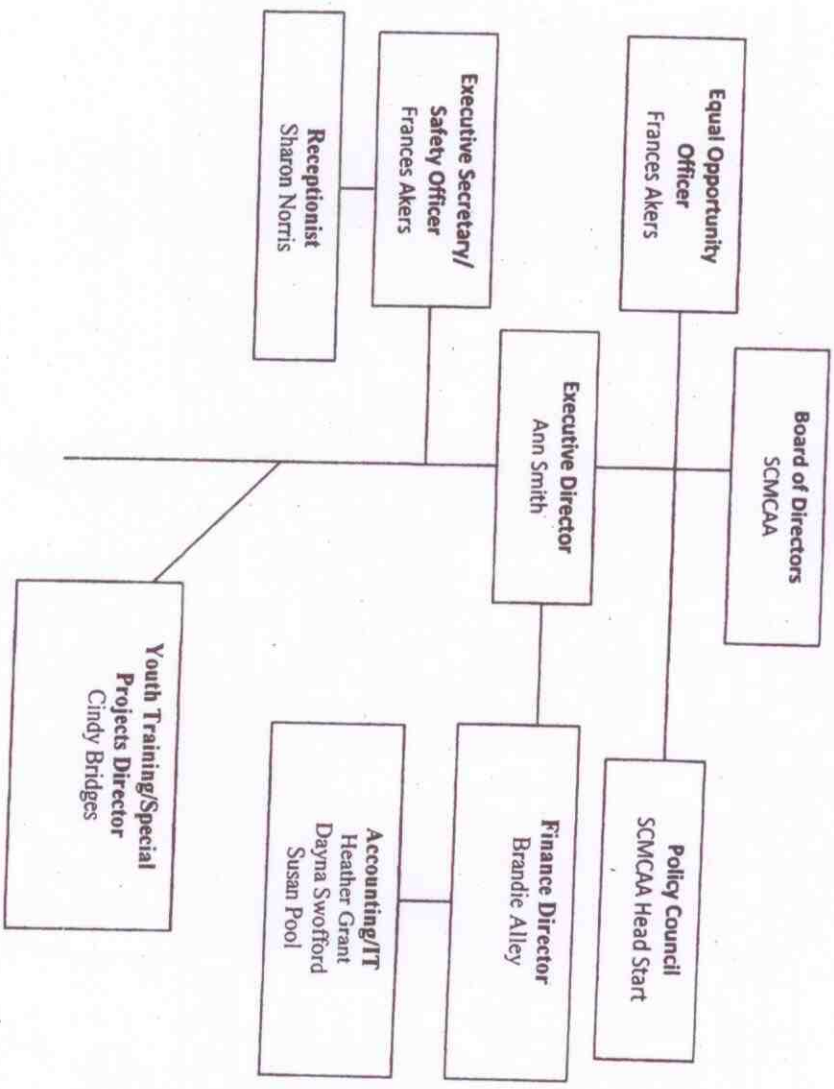 Board of Directors
SCMCAA
Equal Opportunity
Officer
Frances Akers
Policy Council
SCMCAA Head Start
Executive Director
Ann Smith
Executive Secretary/
Safety Officer
Frances Akers
Finance Director
Brandie Alley
Receptionist
Sharon Norris
Accounting/IT
Heather Grant
Dayna Swofford
Susan Pool
Youth Training/Special
Projects Director
Cindy Bridges